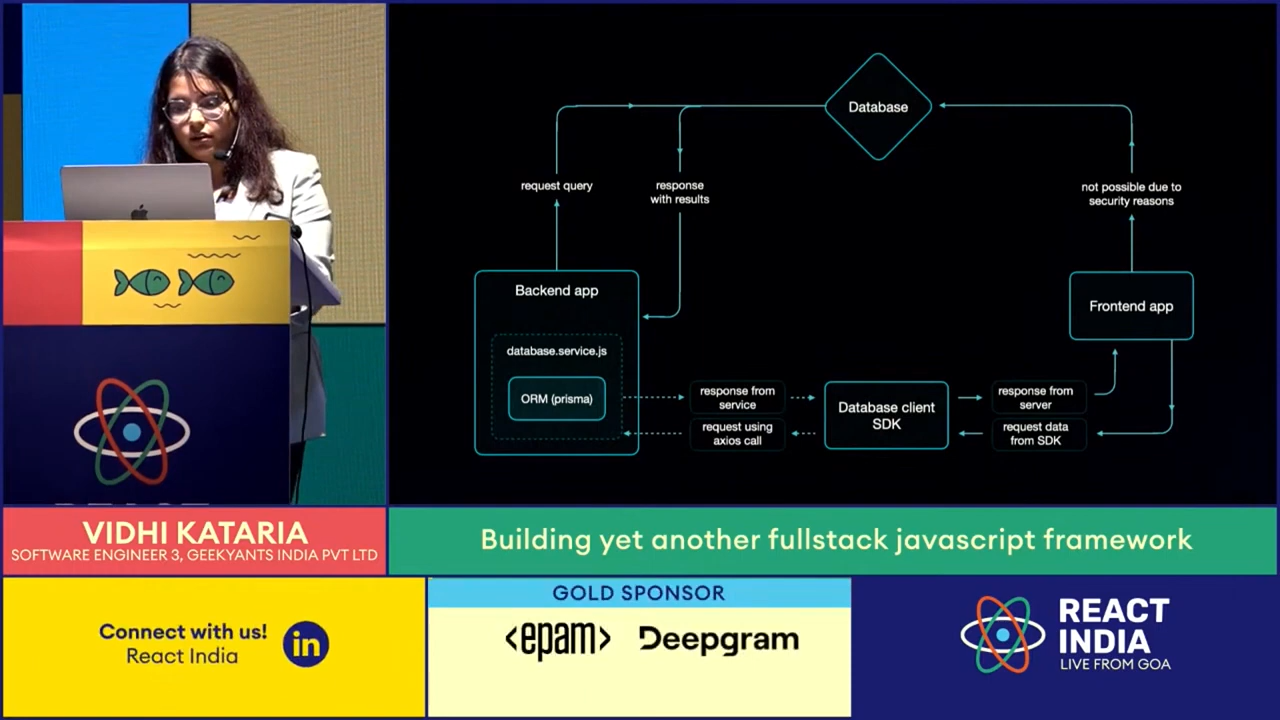 Database
request query
response
with results
not possible due to
security reasons
Backend app
Frontend app
database.service.js
ORM (prisma)
response from
service
request using
axios call
Database client
SDK
response from
server
request data
from SDK
VIDHI KATARIA
SOFTWARE ENGINEER 3, GEEKYANTS INDIA PVT LTD
Building yet another fullstack javascript framework
Connect with us!
React India
in
GOLD SPONSOR
<epam>
Deepgram
REACT
INDIA
LIVE FROM GOA